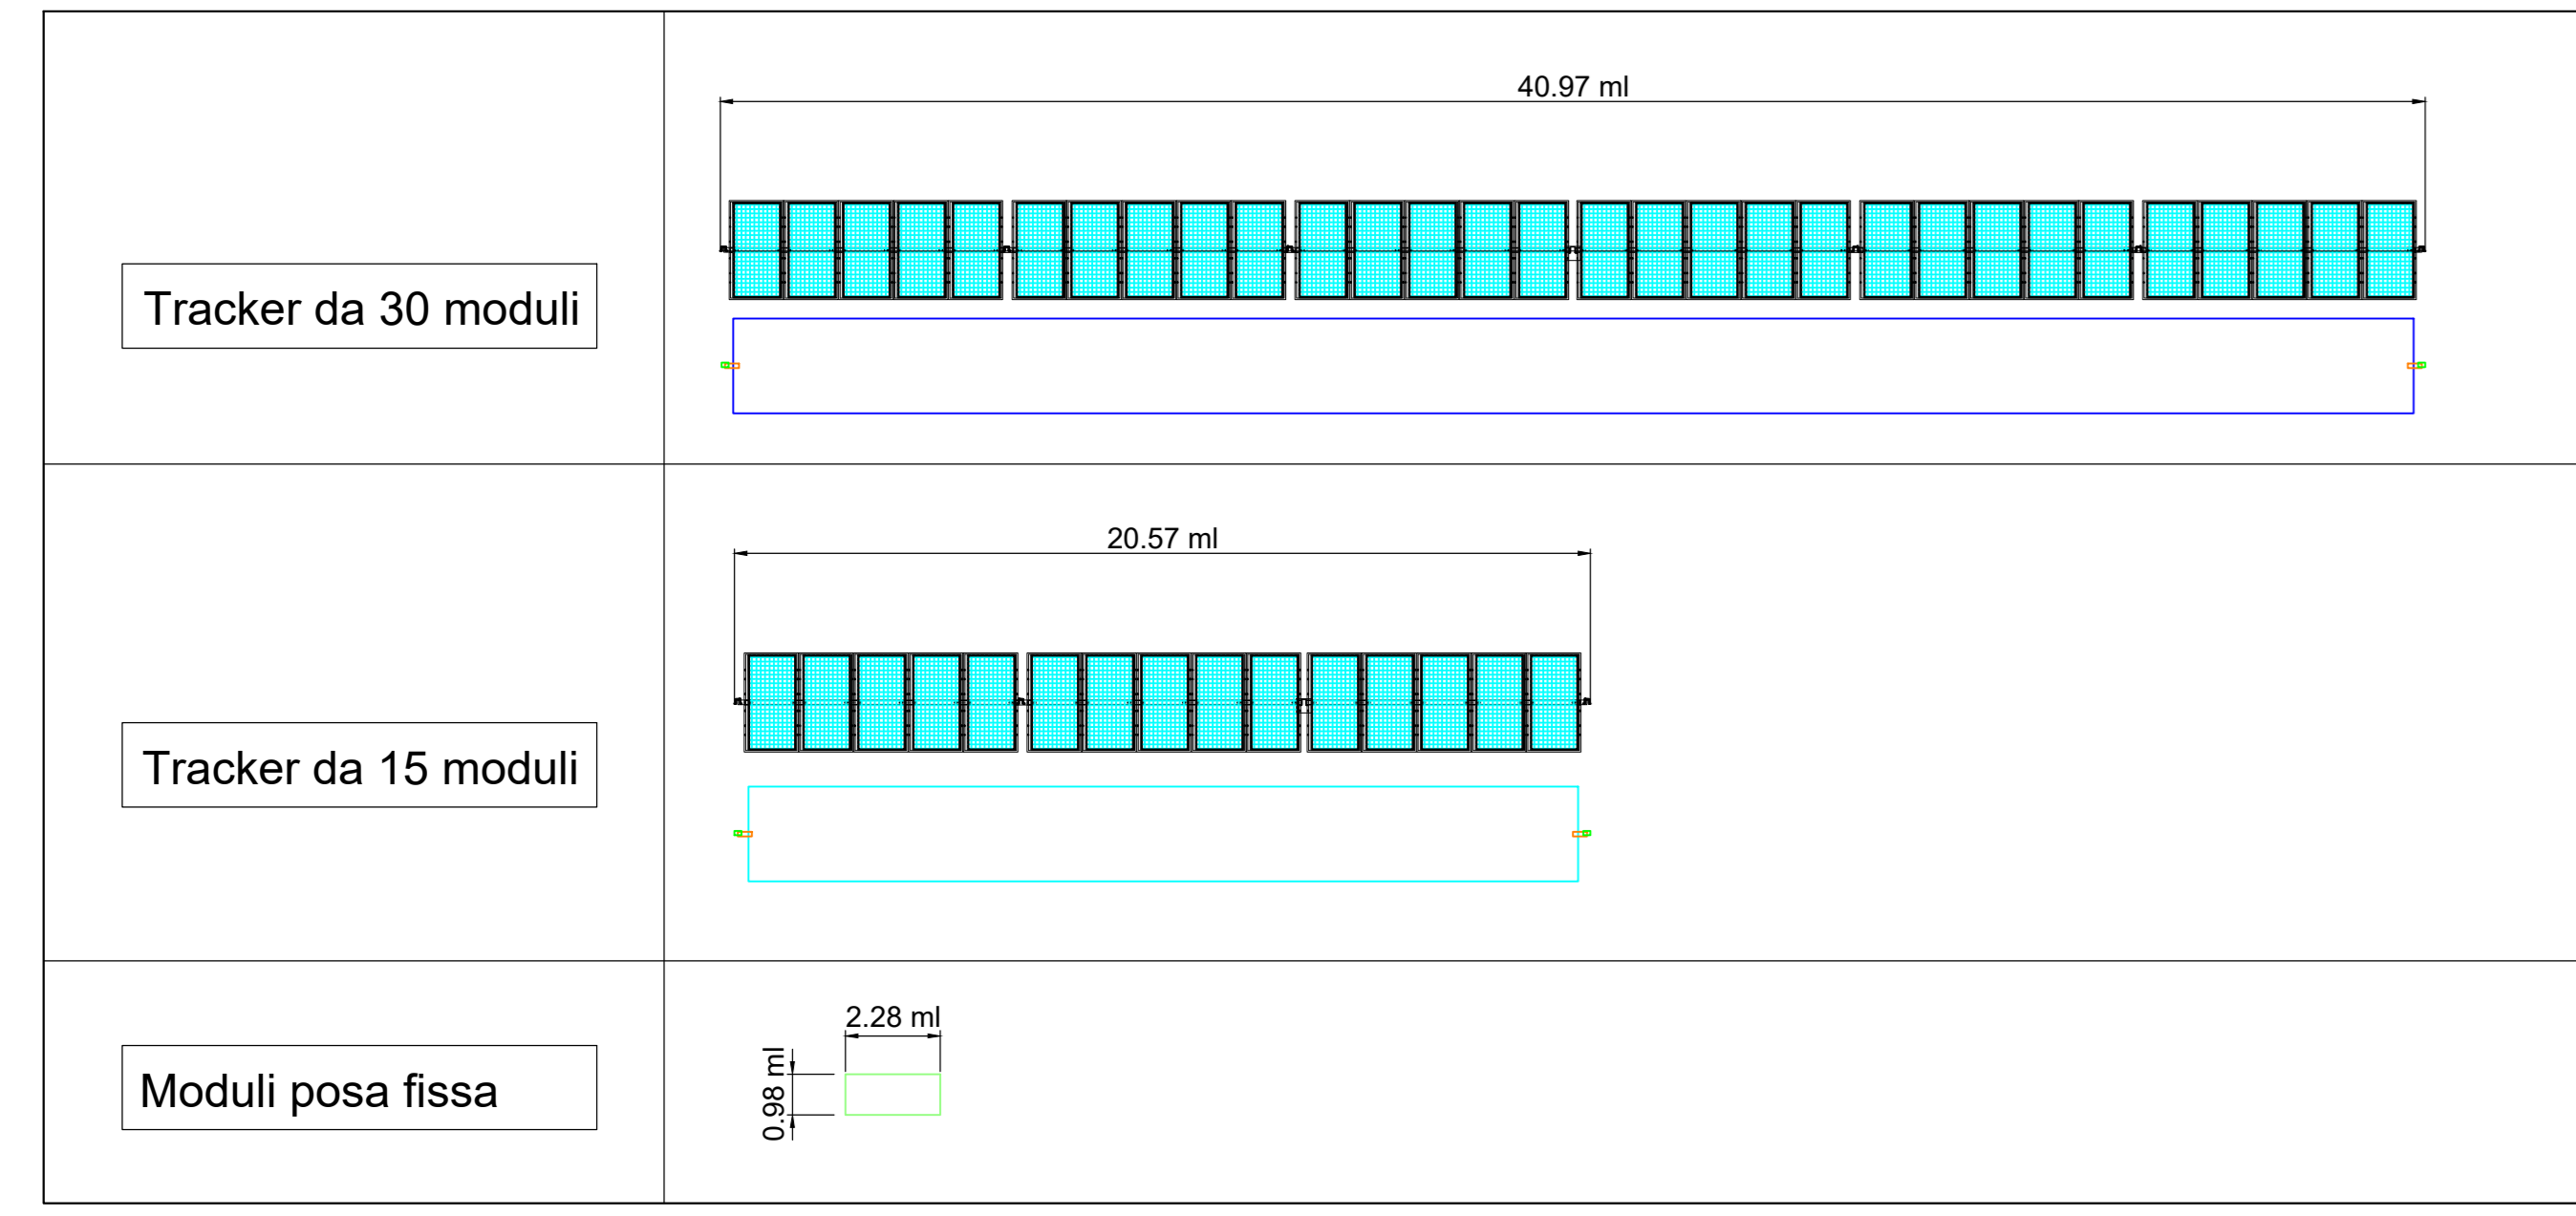 40.97 ml
Tracker da 30 moduli
20.57 ml
Tracker da 15 moduli
2.28 ml
0.98 ml
Moduli posa fissa